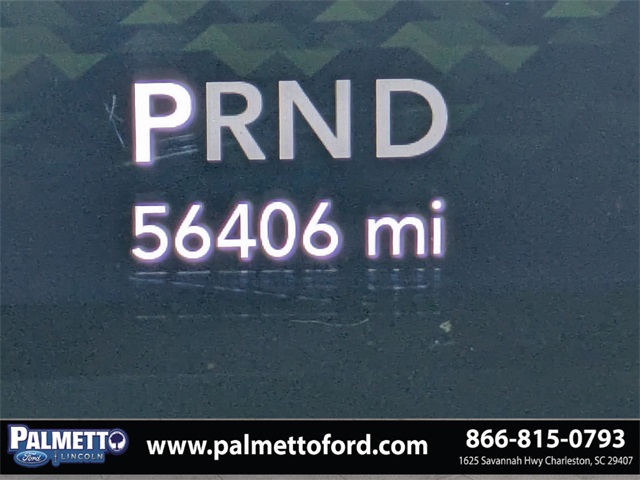 PRND
56406 mi
PALMETTO
Ford LINCOLN
www.palmettoford.com
866-815-0793
1625 Savannah Hwy Charleston, SC 29407